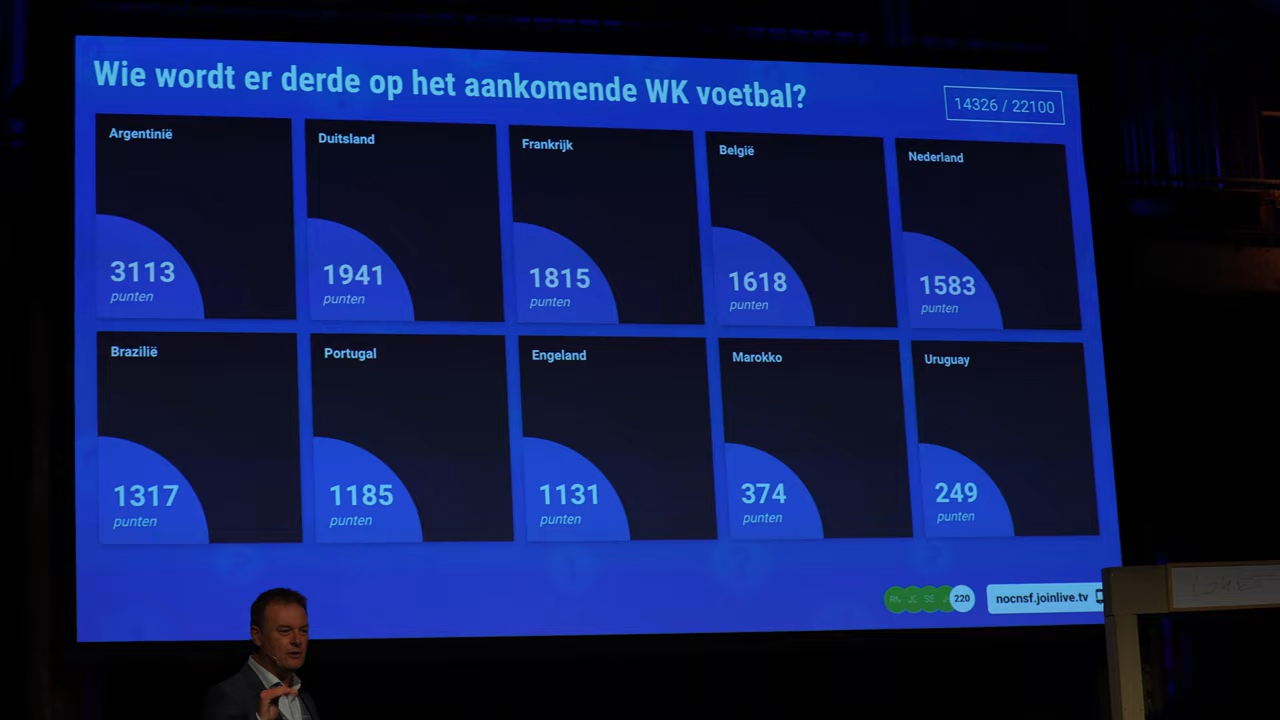 Wie wordt er derde op het aankomende WK voetbal?
14326 / 22100
Argentinië
3113
punten
Duitsland
1941
punten
Frankrijk
1815
punten
België
1618
punten
Nederland
1583
punten
Brazilië
1317
punten
Portugal
1185
punten
Engeland
1131
punten
Marokko
374
punten
Uruguay
249
punten
JC SE
220
nocnsf.joinlive.tv